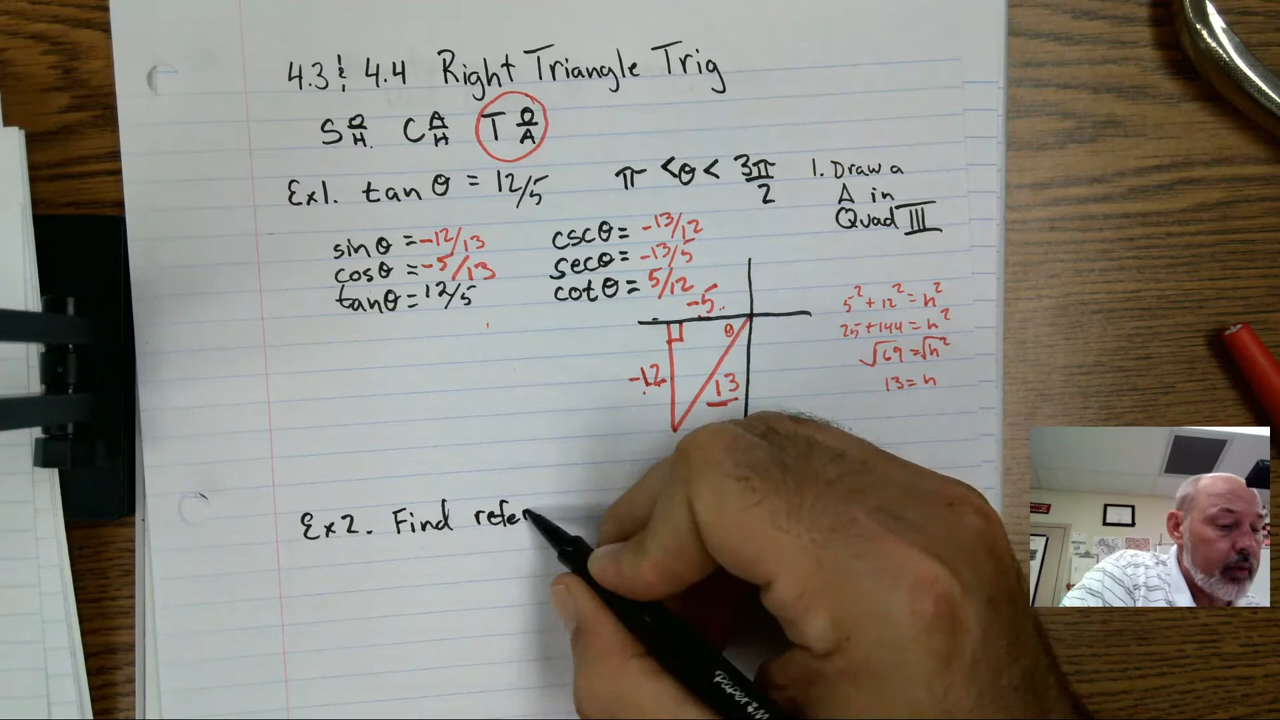 4.3 & 4.4 Right Triangle Trig
S O/H C A/H T O/A
Ex1. tan θ = 12/5 π < θ < 3π/2
1. Draw a
Δ in
Quad III
sin θ = -12/13 csc θ = -13/12
cos θ = -5/13 sec θ = -13/5
tan θ = 12/5 cot θ = 5/12
-5
θ
-12
13
5² + 12² = h²
25 + 144 = h²
√169 = √h²
13 = h
Ex2. Find refer
PaperM